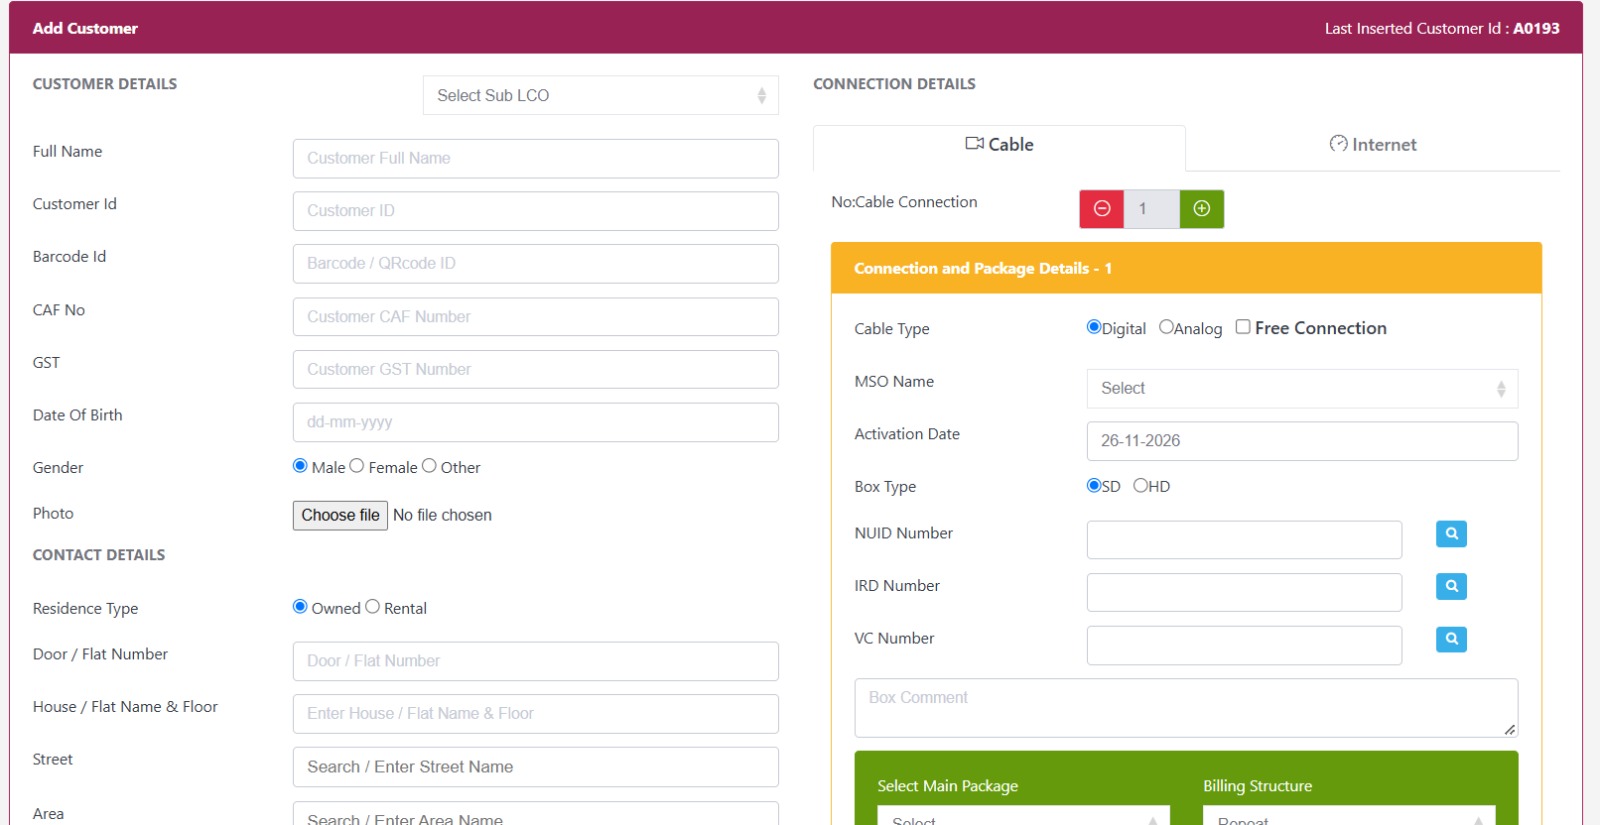 Add Customer
Last Inserted Customer Id : A0193
CUSTOMER DETAILS
Select Sub LCO
Full Name
Customer Full Name
Customer Id
Customer ID
Barcode Id
Barcode / QRcode ID
CAF No
Customer CAF Number
GST
Customer GST Number
Date Of Birth
dd-mm-yyyy
Gender
Male Female Other
Photo
Choose file No file chosen
CONTACT DETAILS
Residence Type
Owned Rental
Door / Flat Number
Door / Flat Number
House / Flat Name & Floor
Enter House / Flat Name & Floor
Street
Search / Enter Street Name
Area
Search / Enter Area Name
CONNECTION DETAILS
Cable
Internet
No:Cable Connection
1
Connection and Package Details - 1
Cable Type
Digital Analog Free Connection
MSO Name
Select
Activation Date
26-11-2026
Box Type
SD HD
NUID Number
IRD Number
VC Number
Box Comment
Select Main Package
Billing Structure
Select
Repeat